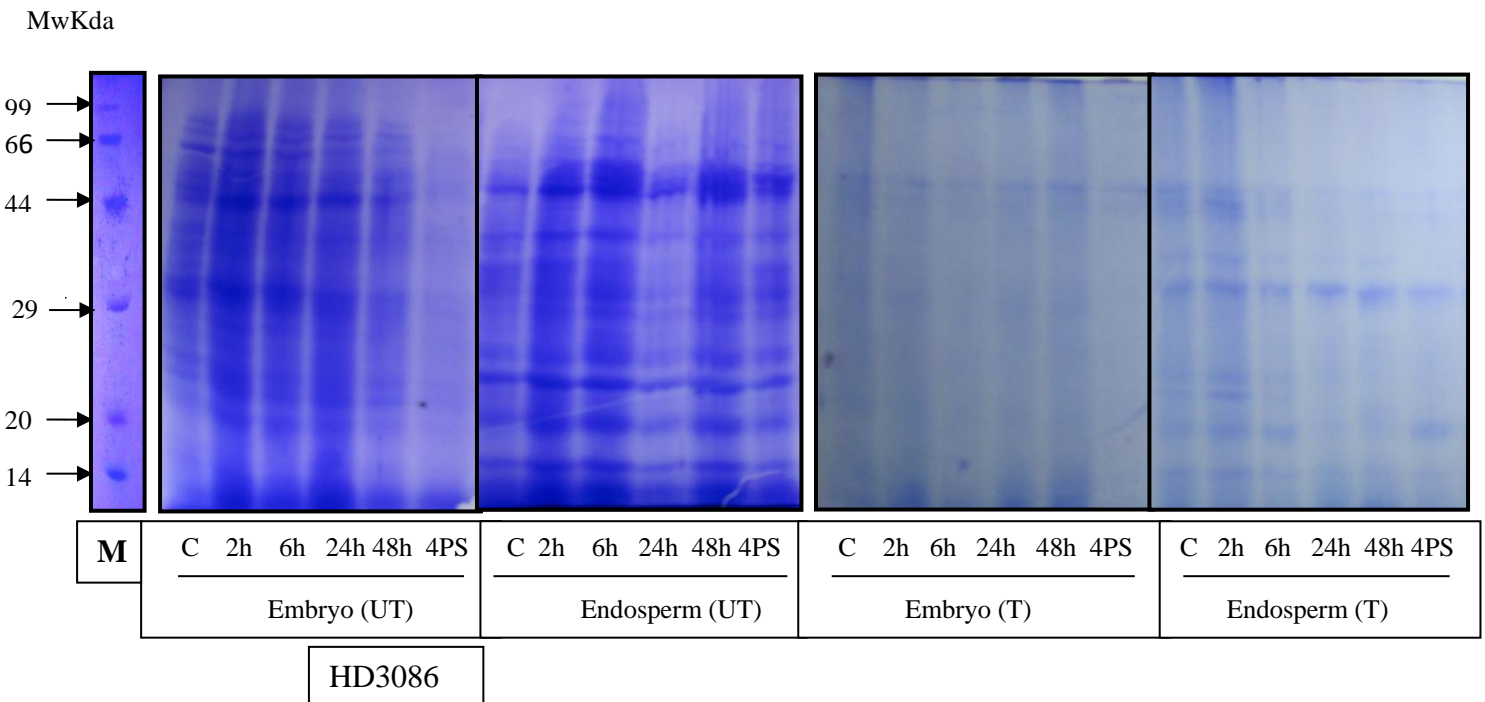 MwKda
99
66
44
29
20
14
M
C 2h 6h 24h 48h 4PS
Embryo (UT)
C 2h 6h 24h 48h 4PS
Endosperm (UT)
C 2h 6h 24h 48h 4PS
Embryo (T)
C 2h 6h 24h 48h 4PS
Endosperm (T)
HD3086